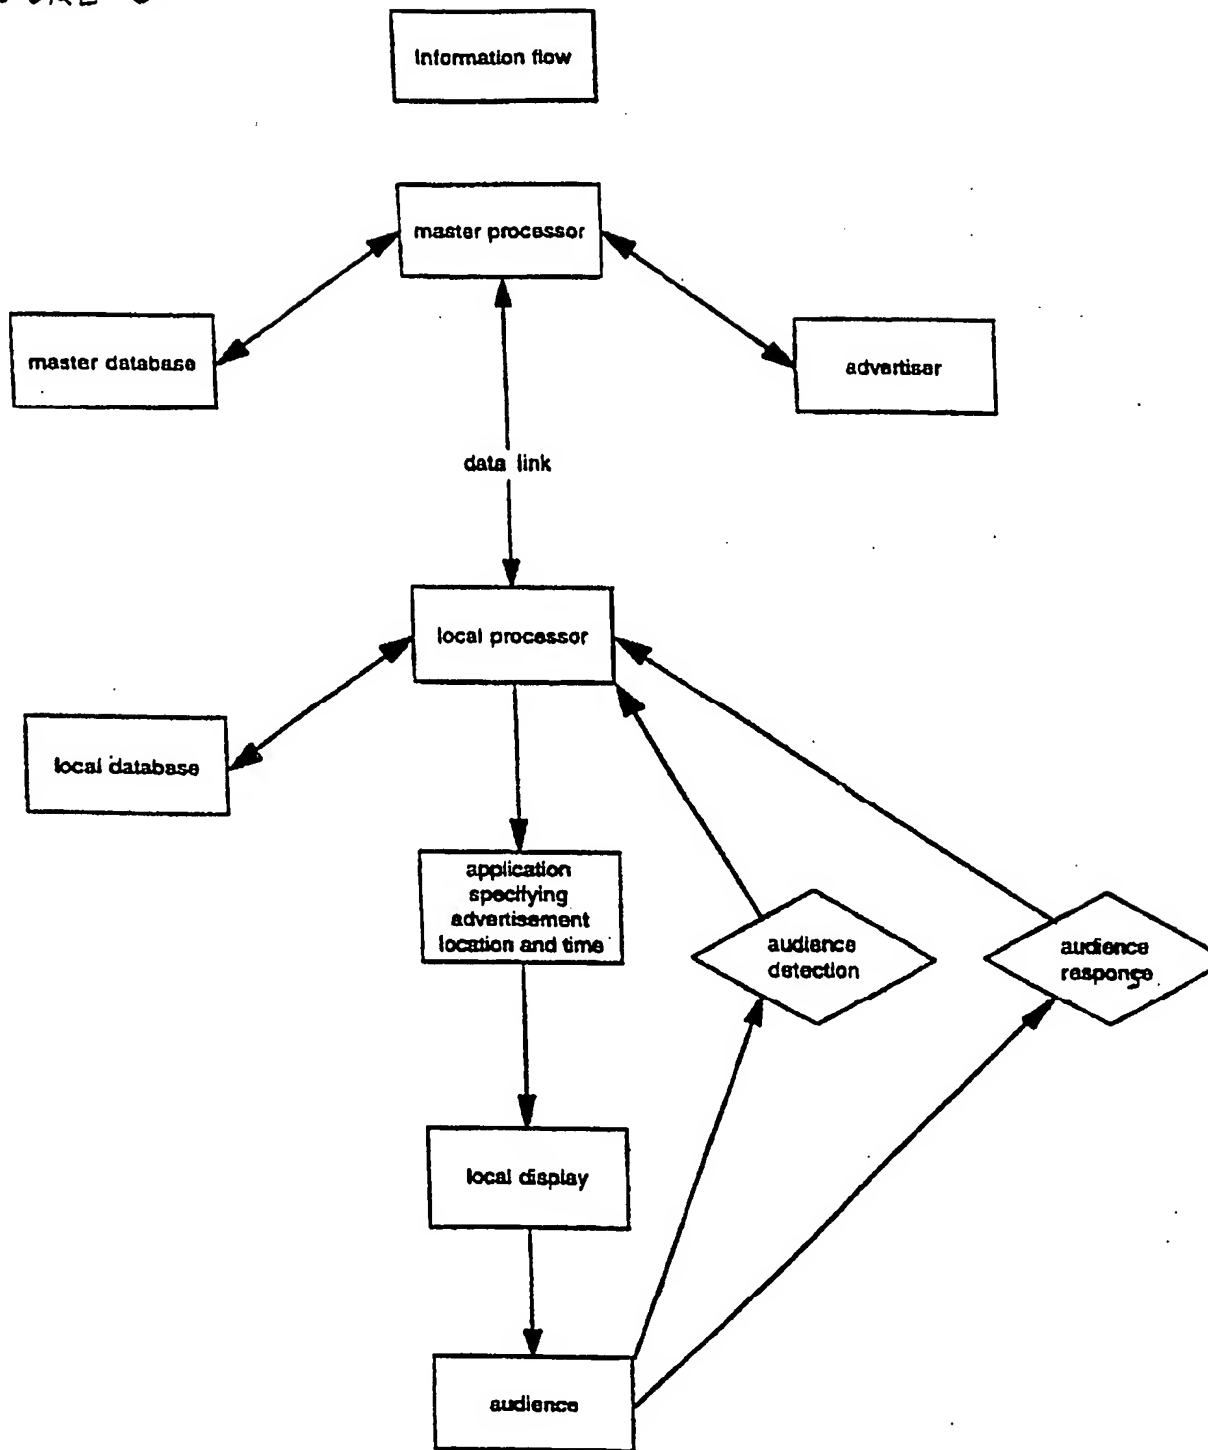 Information flow
master processor
master database
advertiser
data link
local processor
local database
application
specifying
advertisement
location and time
audience
detection
audience
response
local display
audience